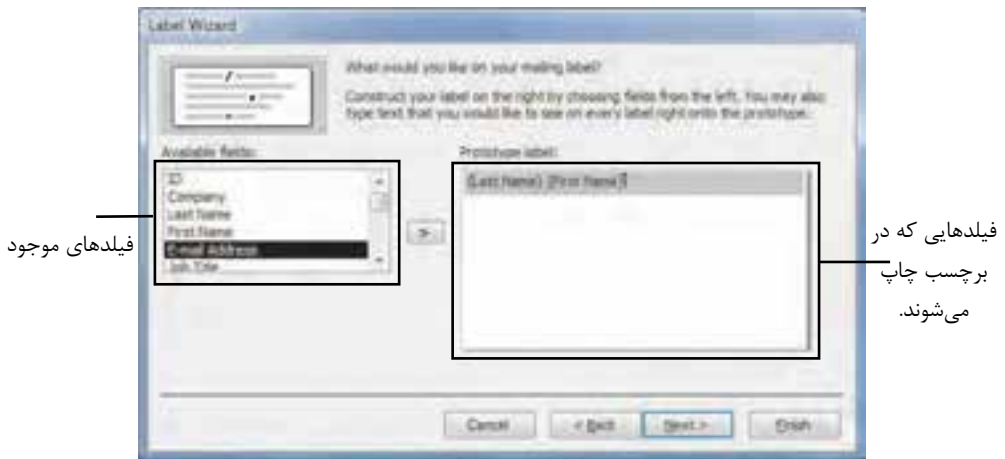 Label Wizard
What would you like on your mailing label?
Construct your label on the right by choosing fields from the left. You may also
type text that you would like to see on every label right onto the prototype.
Available fields:
ID
Company
Last Name
First Name
E-mail Address
Job Title
>
Prototype label:
{Last Name} {First Name}
Cancel
< Back
Next >
Finish
فیلدهای موجود
فیلدهایی که در
برچسب چاپ
می‌شوند.